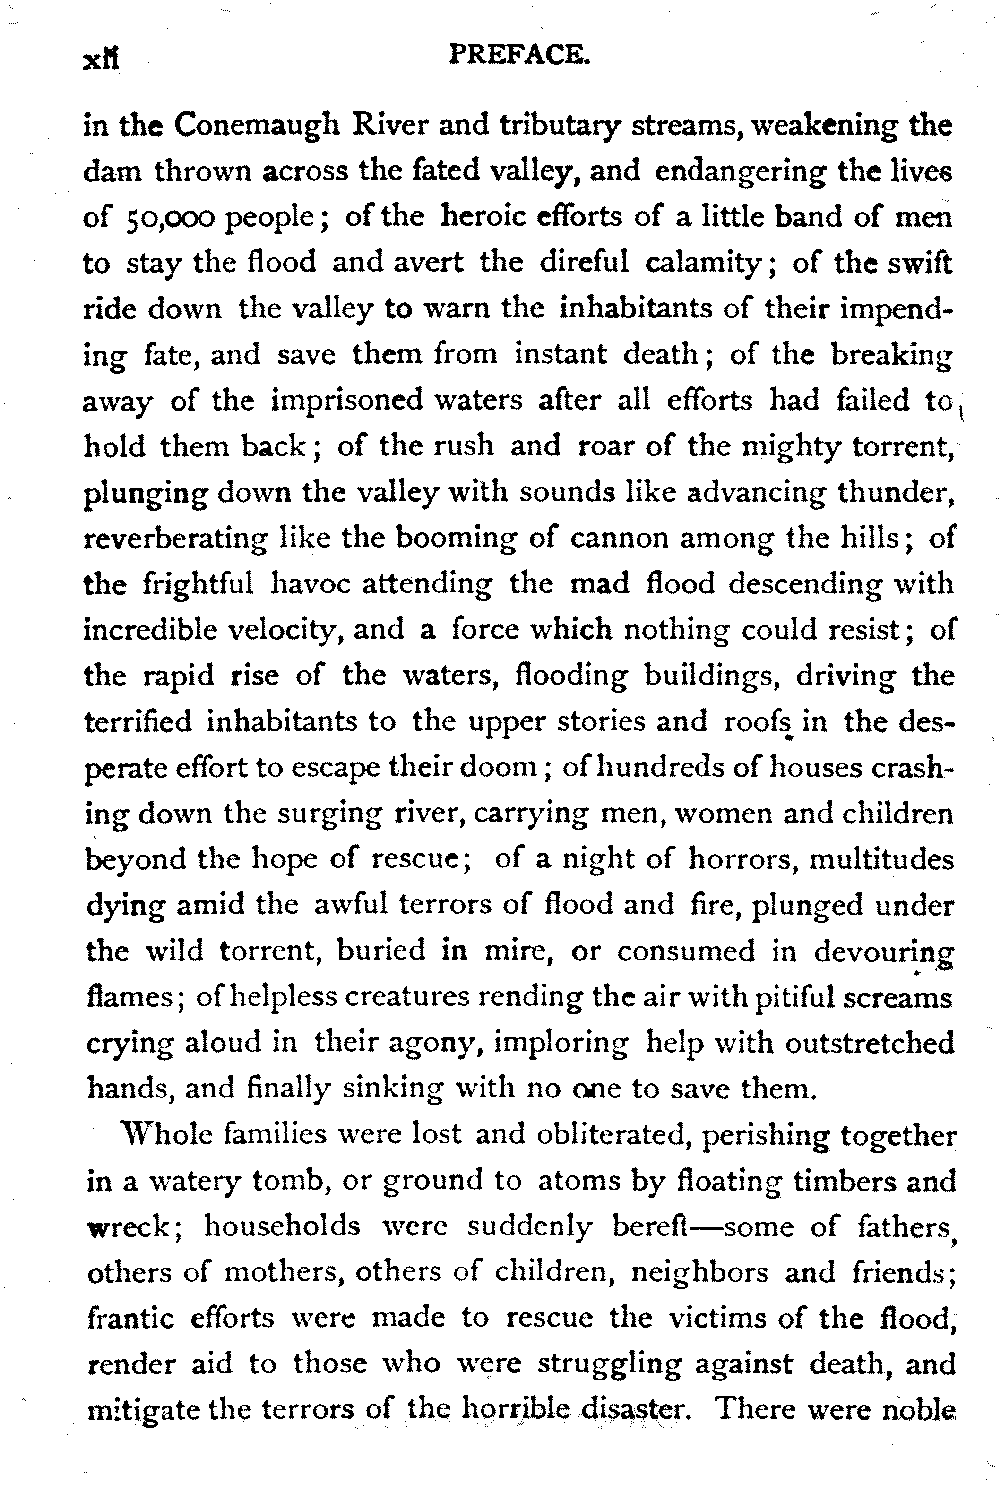 xii PREFACE.
in the Conemaugh River and tributary streams, weakening the
dam thrown across the fated valley, and endangering the lives
of 50,000 people; of the heroic efforts of a little band of men
to stay the flood and avert the direful calamity; of the swift
ride down the valley to warn the inhabitants of their impend-
ing fate, and save them from instant death; of the breaking
away of the imprisoned waters after all efforts had failed to
hold them back; of the rush and roar of the mighty torrent,
plunging down the valley with sounds like advancing thunder,
reverberating like the booming of cannon among the hills; of
the frightful havoc attending the mad flood descending with
incredible velocity, and a force which nothing could resist; of
the rapid rise of the waters, flooding buildings, driving the
terrified inhabitants to the upper stories and roofs in the des-
perate effort to escape their doom; of hundreds of houses crash-
ing down the surging river, carrying men, women and children
beyond the hope of rescue; of a night of horrors, multitudes
dying amid the awful terrors of flood and fire, plunged under
the wild torrent, buried in mire, or consumed in devouring
flames; of helpless creatures rending the air with pitiful screams
crying aloud in their agony, imploring help with outstretched
hands, and finally sinking with no one to save them.
Whole families were lost and obliterated, perishing together
in a watery tomb, or ground to atoms by floating timbers and
wreck; households were suddenly bereft—some of fathers,
others of mothers, others of children, neighbors and friends;
frantic efforts were made to rescue the victims of the flood,
render aid to those who were struggling against death, and
mitigate the terrors of the horrible disaster. There were noble